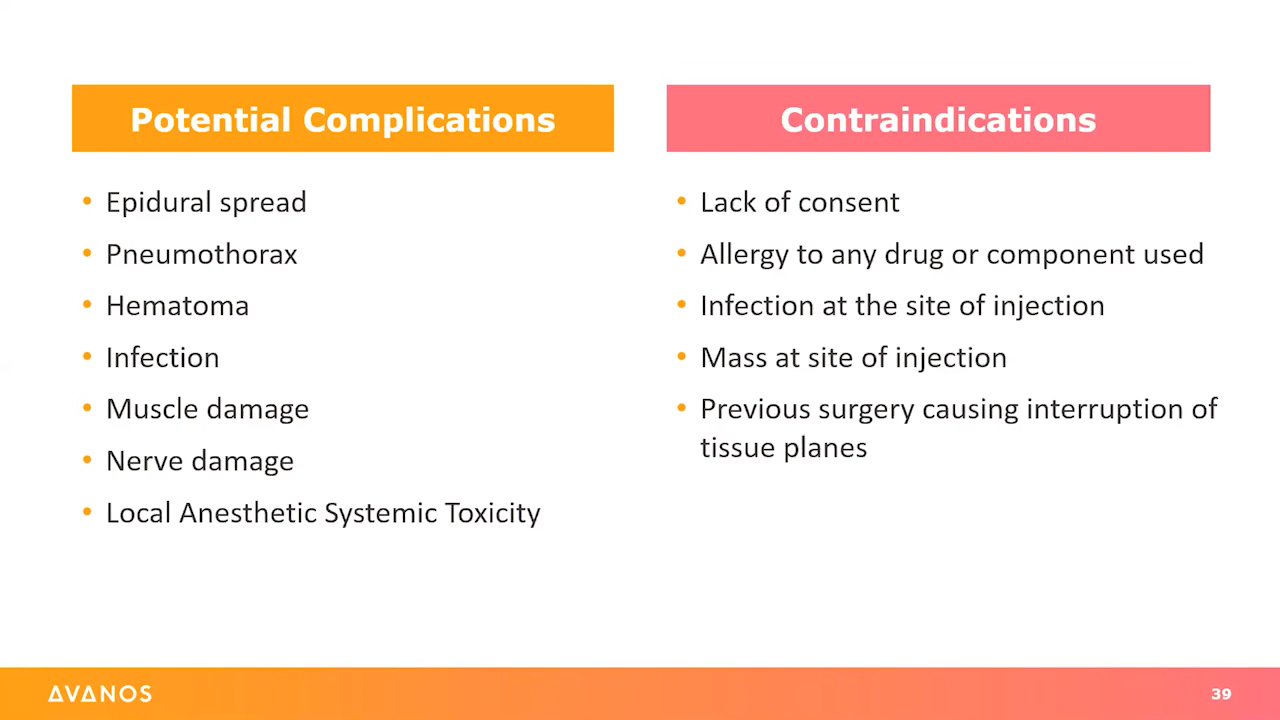 Potential Complications
• Epidural spread
• Pneumothorax
• Hematoma
• Infection
• Muscle damage
• Nerve damage
• Local Anesthetic Systemic Toxicity
Contraindications
• Lack of consent
• Allergy to any drug or component used
• Infection at the site of injection
• Mass at site of injection
• Previous surgery causing interruption of
tissue planes
AVANOS
39